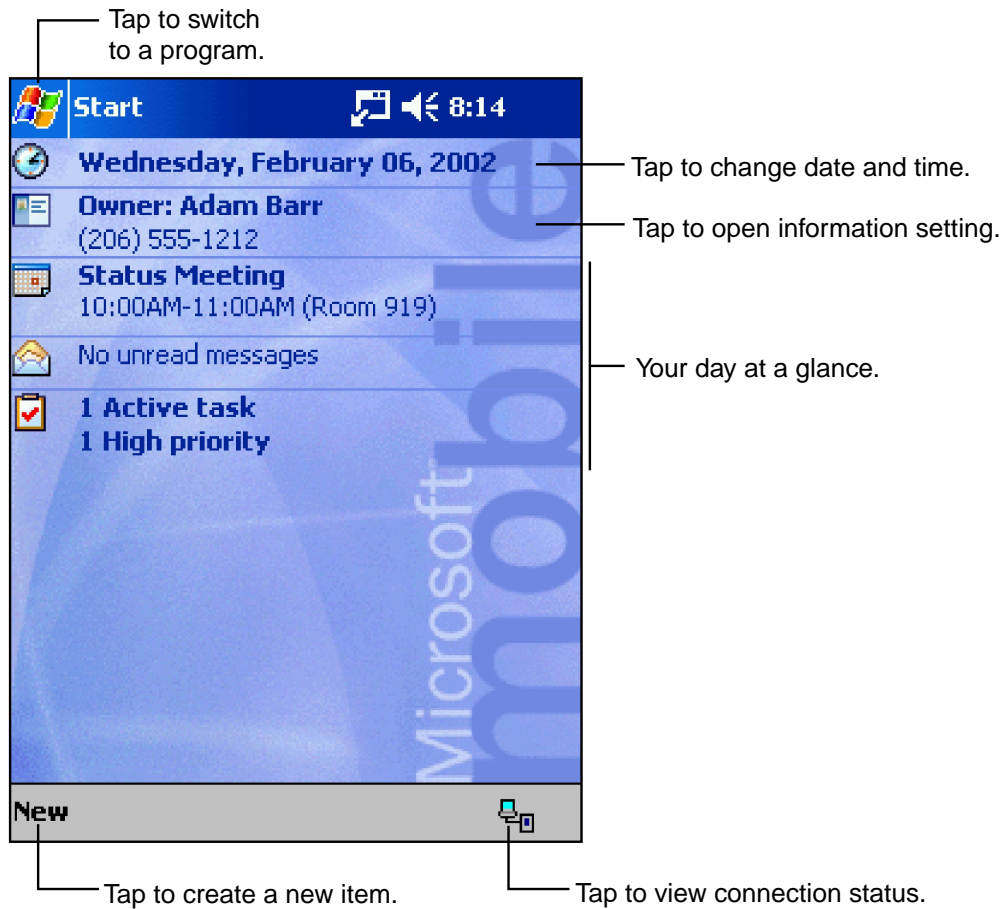 Tap to switch
to a program.
Start 8:14
Wednesday, February 06, 2002
Tap to change date and time.
Owner: Adam Barr
(206) 555-1212
Tap to open information setting.
Status Meeting
10:00AM-11:00AM (Room 919)
No unread messages
Your day at a glance.
1 Active task
1 High priority
Microsoft
mobile
New
Tap to create a new item.
Tap to view connection status.